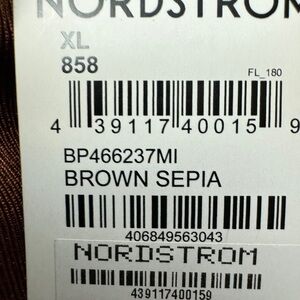 NORDSTROM
XL
858
FL_180
4 39117 40015 9
BP466237MI
BROWN SEPIA
406849563043
NORDSTROM
439117400159